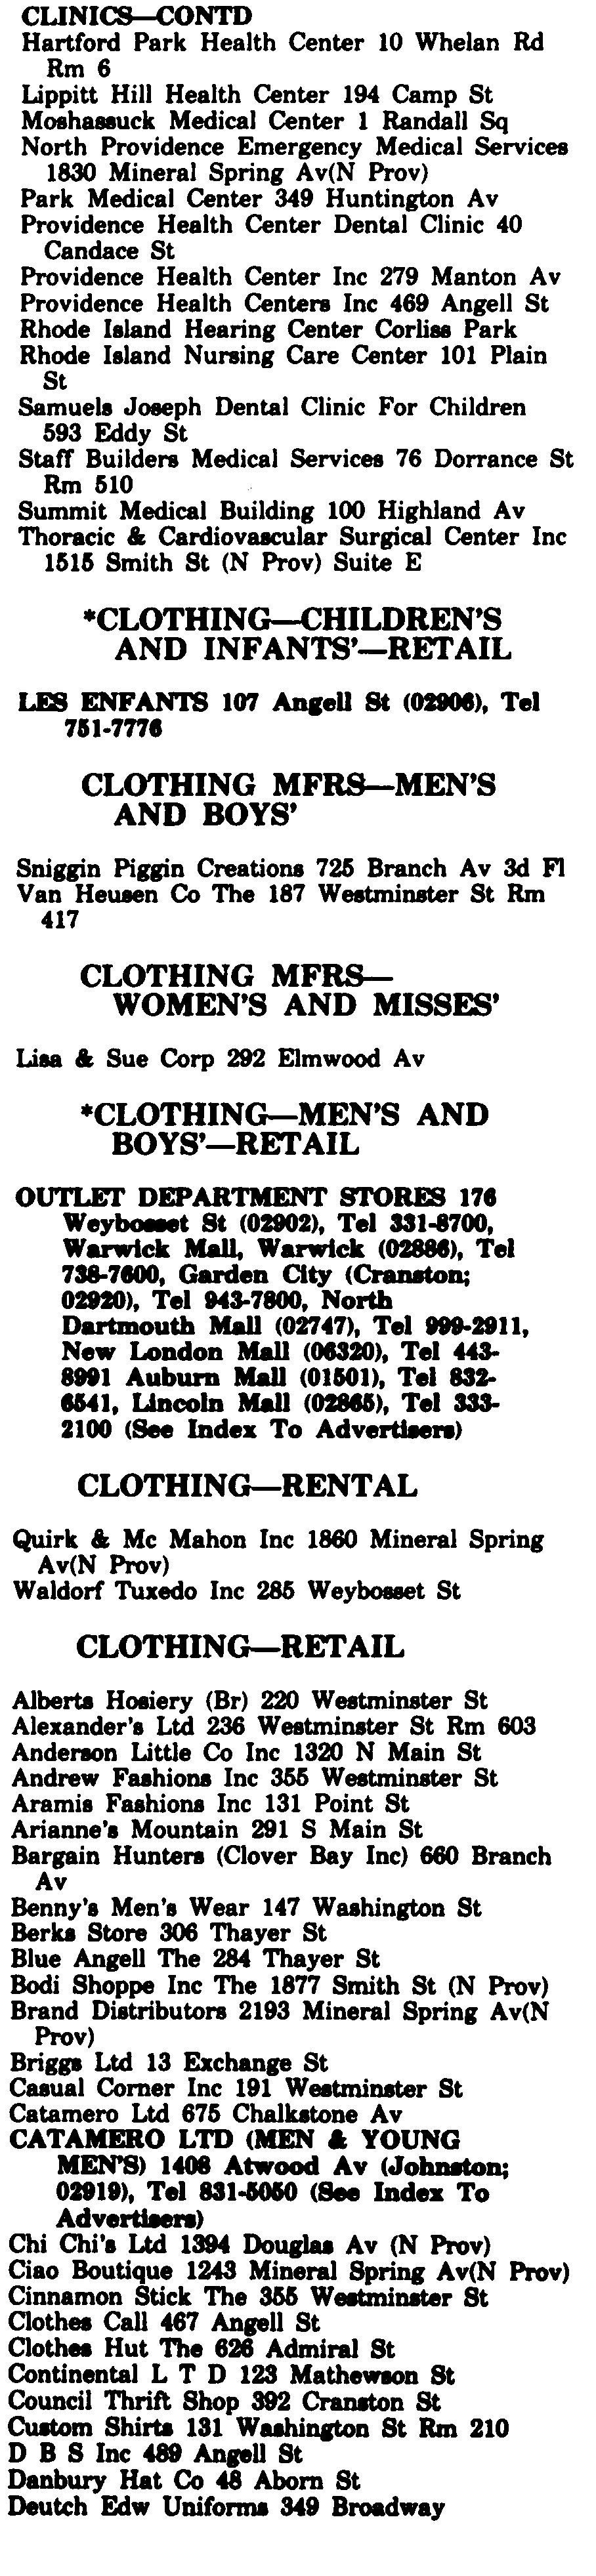 CLINICS—CONTD
Hartford Park Health Center 10 Whelan Rd
Rm 6
Lippitt Hill Health Center 194 Camp St
Moshassuck Medical Center 1 Randall Sq
North Providence Emergency Medical Services
1830 Mineral Spring Av(N Prov)
Park Medical Center 349 Huntington Av
Providence Health Center Dental Clinic 40
Candace St
Providence Health Center Inc 279 Manton Av
Providence Health Centers Inc 469 Angell St
Rhode Island Hearing Center Corliss Park
Rhode Island Nursing Care Center 101 Plain
St
Samuels Joseph Dental Clinic For Children
593 Eddy St
Staff Builders Medical Services 76 Dorrance St
Rm 510
Summit Medical Building 100 Highland Av
Thoracic & Cardiovascular Surgical Center Inc
1515 Smith St (N Prov) Suite E
*CLOTHING—CHILDREN'S
AND INFANTS'—RETAIL
LES ENFANTS 107 Angell St (02906), Tel
751-7776
CLOTHING MFRS—MEN'S
AND BOYS'
Sniggin Piggin Creations 725 Branch Av 3d Fl
Van Heusen Co The 187 Westminster St Rm
417
CLOTHING MFRS—
WOMEN'S AND MISSES'
Lisa & Sue Corp 292 Elmwood Av
*CLOTHING—MEN'S AND
BOYS'—RETAIL
OUTLET DEPARTMENT STORES 176
Weybosset St (02902), Tel 331-8700,
Warwick Mall, Warwick (02886), Tel
738-7600, Garden City (Cranston;
02920), Tel 943-7800, North
Dartmouth Mall (02747), Tel 999-2911,
New London Mall (06320), Tel 443-
8991 Auburn Mall (01501), Tel 832-
6541, Lincoln Mall (02865), Tel 333-
2100 (See Index To Advertisers)
CLOTHING—RENTAL
Quirk & Mc Mahon Inc 1860 Mineral Spring
Av(N Prov)
Waldorf Tuxedo Inc 285 Weybosset St
CLOTHING—RETAIL
Alberts Hosiery (Br) 220 Westminster St
Alexander's Ltd 236 Westminster St Rm 603
Anderson Little Co Inc 1320 N Main St
Andrew Fashions Inc 355 Westminster St
Aramis Fashions Inc 131 Point St
Arianne's Mountain 291 S Main St
Bargain Hunters (Clover Bay Inc) 660 Branch
Av
Benny's Men's Wear 147 Washington St
Berks Store 306 Thayer St
Blue Angell The 284 Thayer St
Bodi Shoppe Inc The 1877 Smith St (N Prov)
Brand Distributors 2193 Mineral Spring Av(N
Prov)
Briggs Ltd 13 Exchange St
Casual Corner Inc 191 Westminster St
Catamero Ltd 675 Chalkstone Av
CATAMERO LTD (MEN & YOUNG
MEN'S) 1408 Atwood Av (Johnston;
02919), Tel 831-5050 (See Index To
Advertisers)
Chi Chi's Ltd 1394 Douglas Av (N Prov)
Ciao Boutique 1243 Mineral Spring Av(N Prov)
Cinnamon Stick The 355 Westminster St
Clothes Call 467 Angell St
Clothes Hut The 626 Admiral St
Continental L T D 123 Mathewson St
Council Thrift Shop 392 Cranston St
Custom Shirts 131 Washington St Rm 210
D B S Inc 489 Angell St
Danbury Hat Co 48 Aborn St
Deutch Edw Uniforms 349 Broadway